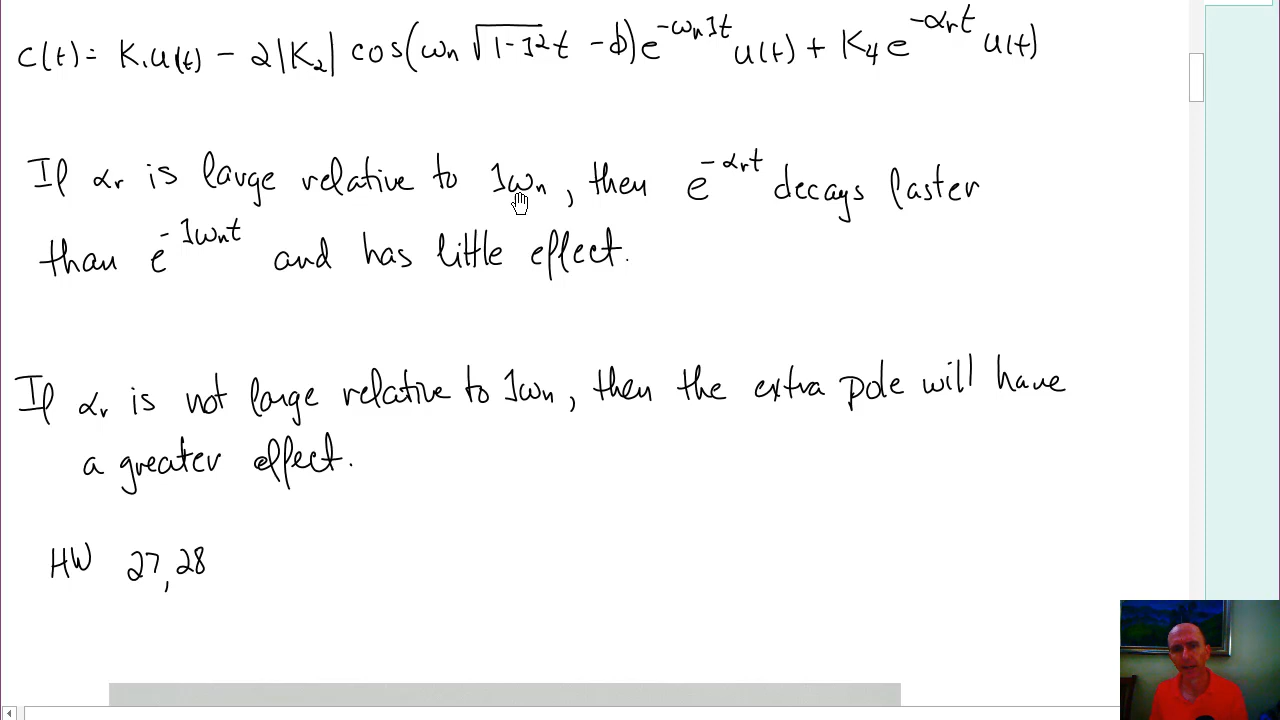 c(t) = K₁u(t) - 2|K₂| cos(ωₙ √1-ζ² t - ϕ)e^-ωₙζt u(t) + K₄e^-αᵣt u(t)
If αᵣ is large relative to ζωₙ, then e^-αᵣt decays faster
than e^-ζωₙt and has little effect.
If αᵣ is not large relative to ζωₙ, then the extra pole will have
a greater effect.
HW 27, 28